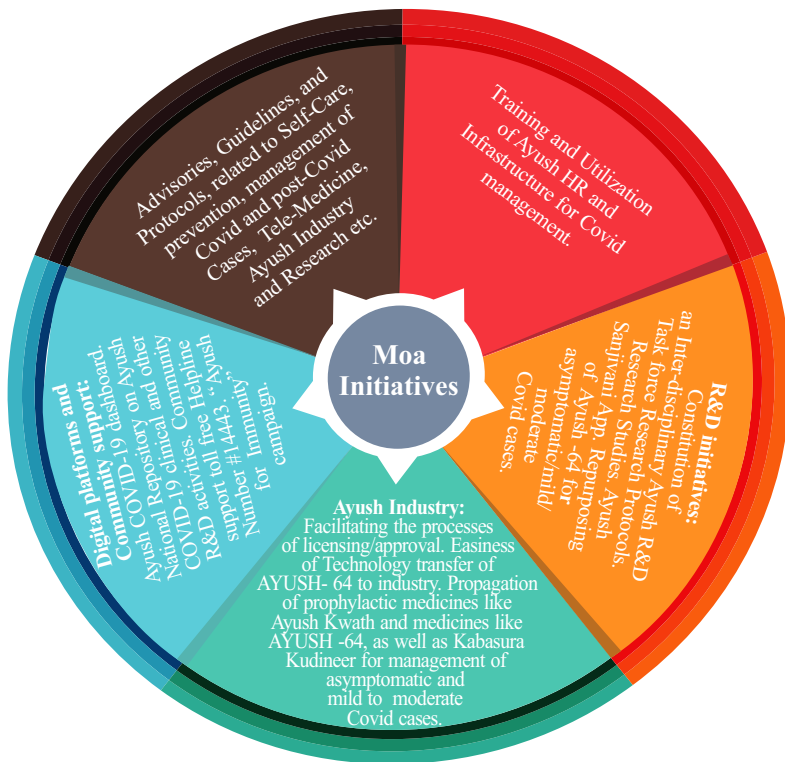 Moa
Initiatives
Advisories, Guidelines, and
Protocols, related to Self-Care,
prevention, management of
Covid and post-Covid
Cases, Tele-Medicine,
Ayush Industry
and Research etc.
Training and Utilization
of Ayush HR and
Infrastructure for Covid
management.
R&D initiatives:
Constitution of
an Inter-disciplinary Ayush R&D
Task force Research Protocols.
Research Studies. Ayush
Sanjivani App. Repurposing
of Ayush -64 for
asymptomatic/mild/
moderate
Covid cases.
Ayush Industry:
Facilitating the processes
of licensing/approval. Easiness
of Technology transfer of
AYUSH- 64 to industry. Propagation
of prophylactic medicines like
Ayush Kwath and medicines like
AYUSH -64, as well as Kabasura
Kudineer for management of
asymptomatic and
mild to moderate
Covid cases.
Digital platforms and
Community support:
Ayush COVID-19 dashboard.
National Repository on Ayush
COVID-19 clinical and other
R&D activities. Community
support toll free Helpline
Number # 14443. “Ayush
for Immunity”,
campaign.